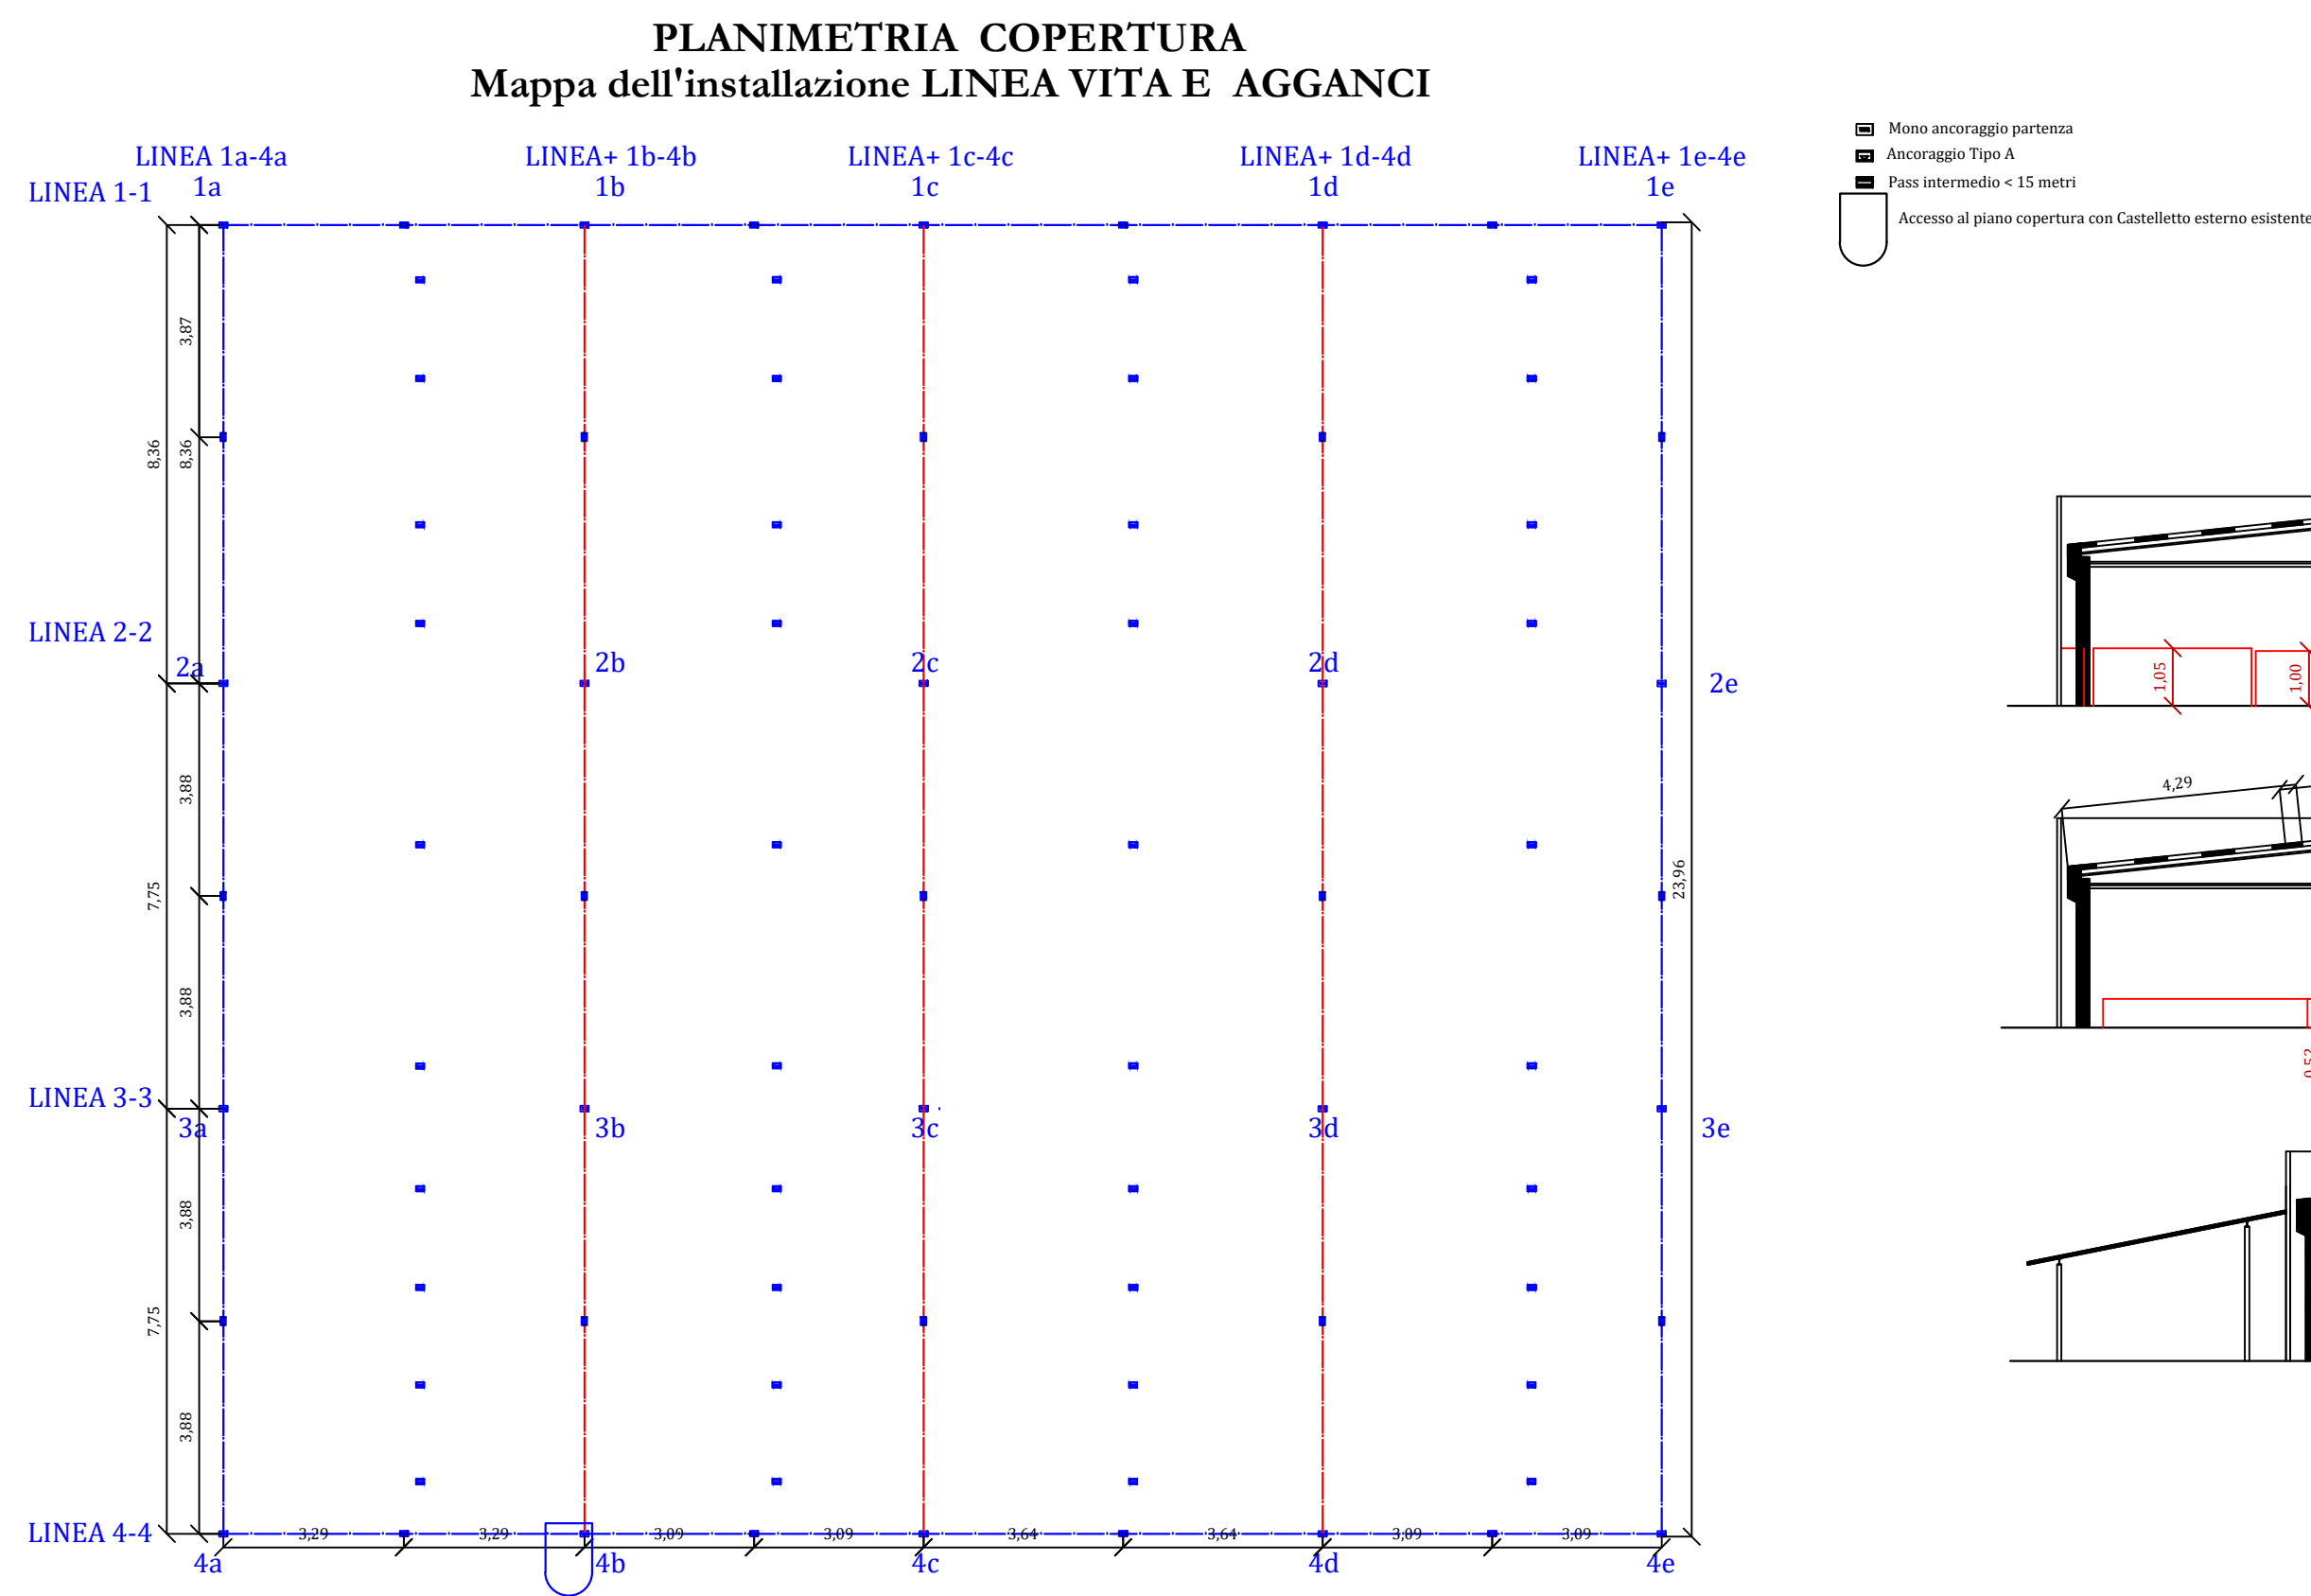 PLANIMETRIA COPERTURA
Mappa dell'installazione LINEA VITA E AGGANCI
Mono ancoraggio partenza
Ancoraggio Tipo A
Pass intermedio < 15 metri
Accesso al piano copertura con Castelletto esterno esistente
LINEA 1a-4a
LINEA+ 1b-4b
LINEA+ 1c-4c
LINEA+ 1d-4d
LINEA+ 1e-4e
LINEA 1-1
1a
1b
1c
1d
1e
3,87
8,36
8,36
LINEA 2-2
2a
2b
2c
2d
2e
1,05
1,00
3,88
4,29
7,75
23,96
3,88
LINEA 3-3
3a
3b
3c
3d
3e
0,52
3,88
7,75
3,88
LINEA 4-4
3,29
3,29
3,09
3,09
3,64
3,64
3,09
3,09
4a
4b
4c
4d
4e